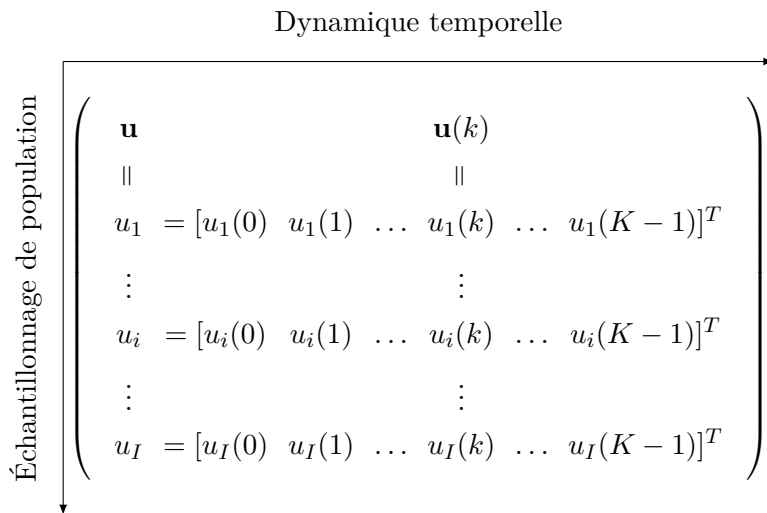 Dynamique temporelle
Échantillonnage de population
u u(k)
= =
u_1 = [u_1(0) u_1(1) … u_1(k) … u_1(K − 1)]^T
⋮ ⋮
u_i = [u_i(0) u_i(1) … u_i(k) … u_i(K − 1)]^T
⋮ ⋮
u_I = [u_I(0) u_I(1) … u_I(k) … u_I(K − 1)]^T